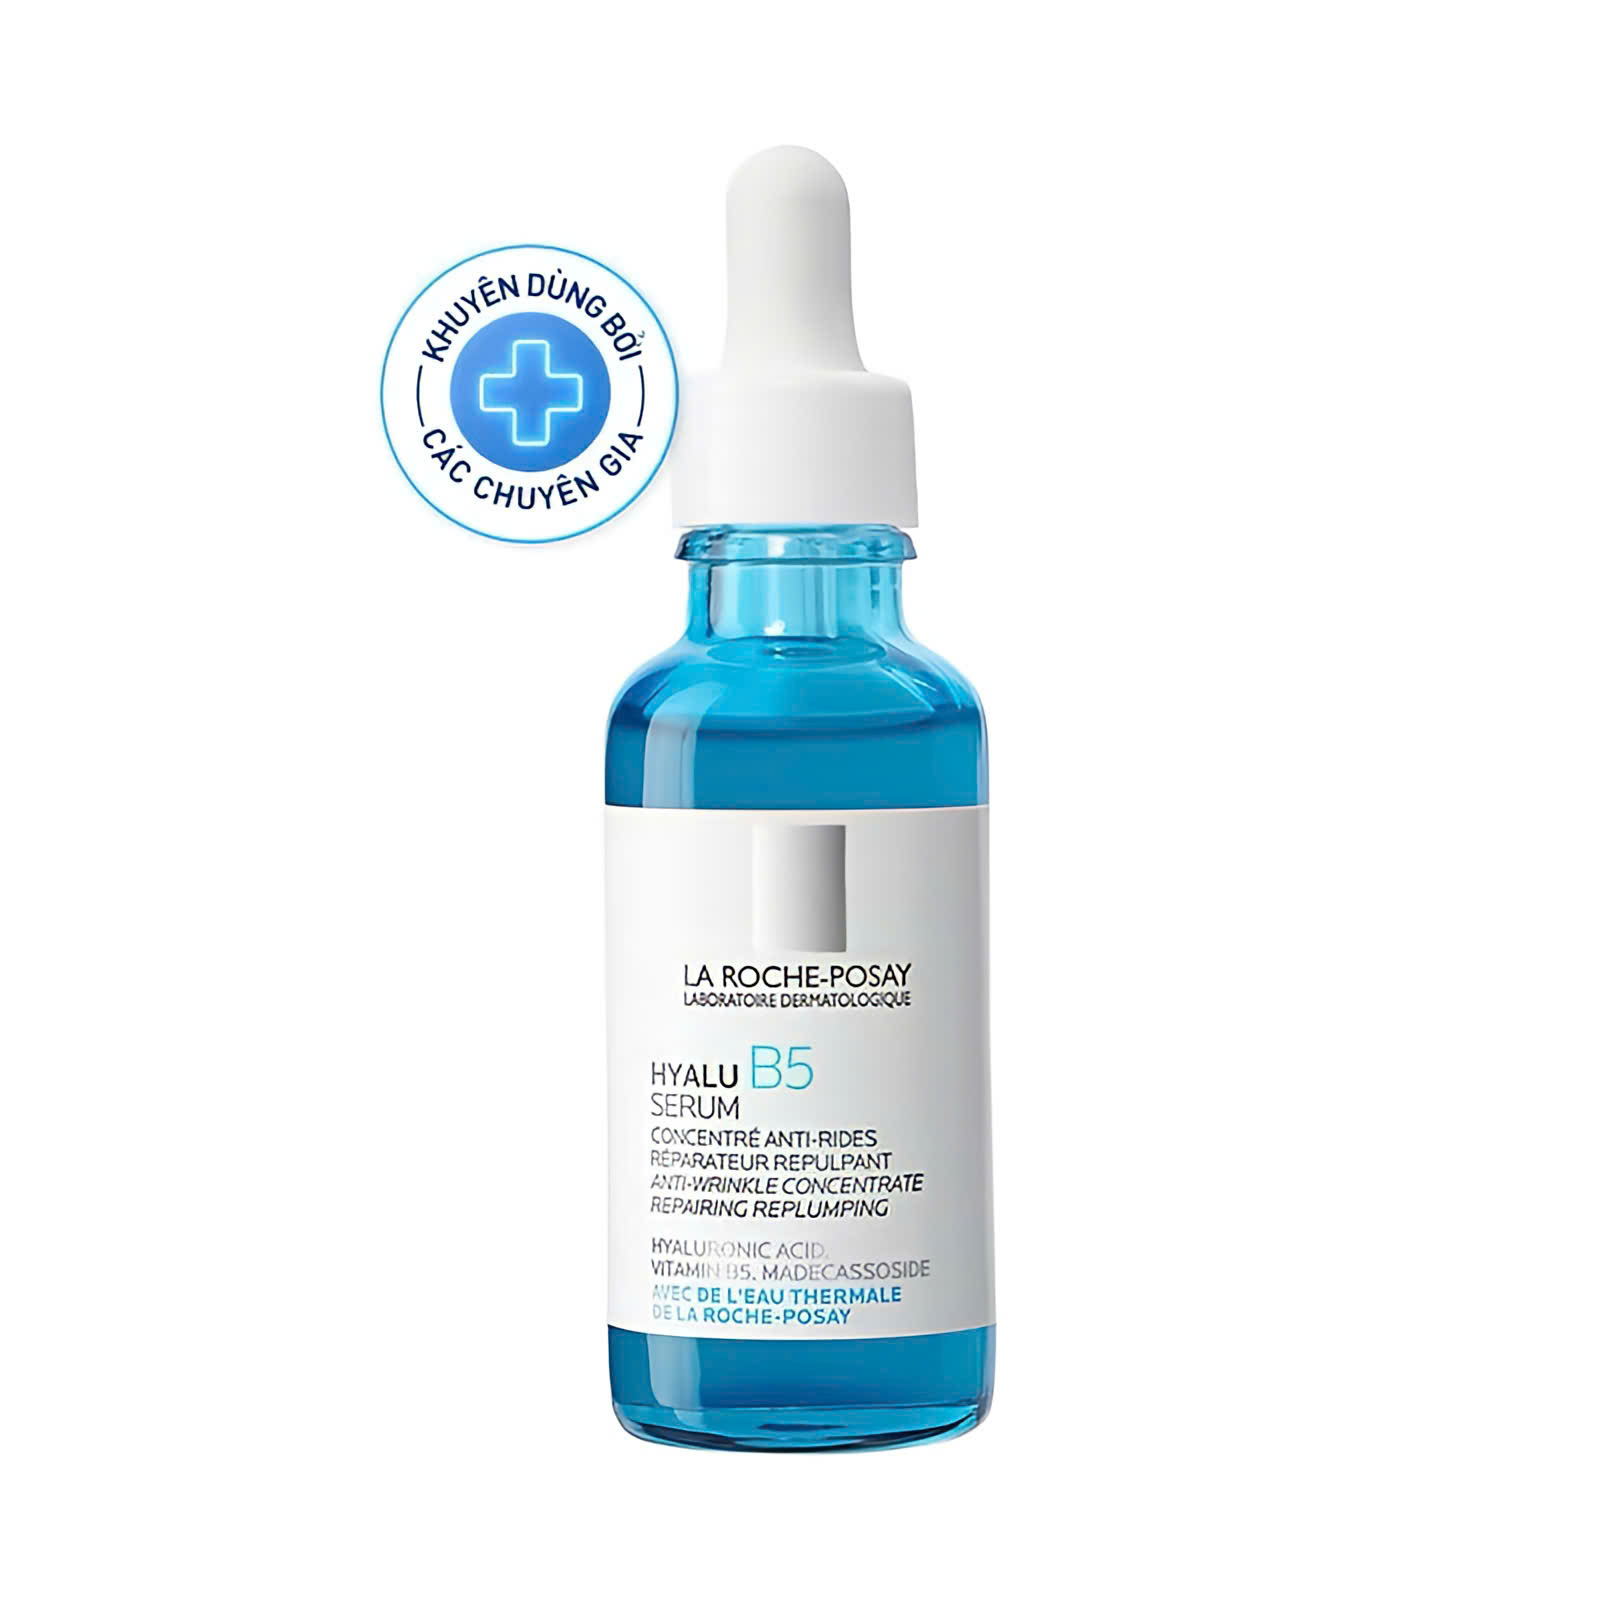 KHUYÊN DÙNG BỞI
CÁC CHUYÊN GIA
LA ROCHE-POSAY
LABORATOIRE DERMATOLOGIQUE
HYALU B5
SERUM
CONCENTRÉ ANTI-RIDES
RÉPARATEUR REPULPANT
ANTI-WRINKLE CONCENTRATE
REPAIRING REPLUMPING
HYALURONIC ACID,
VITAMIN B5, MADECASSOSIDE
AVEC DE L'EAU THERMALE
DE LA ROCHE-POSAY